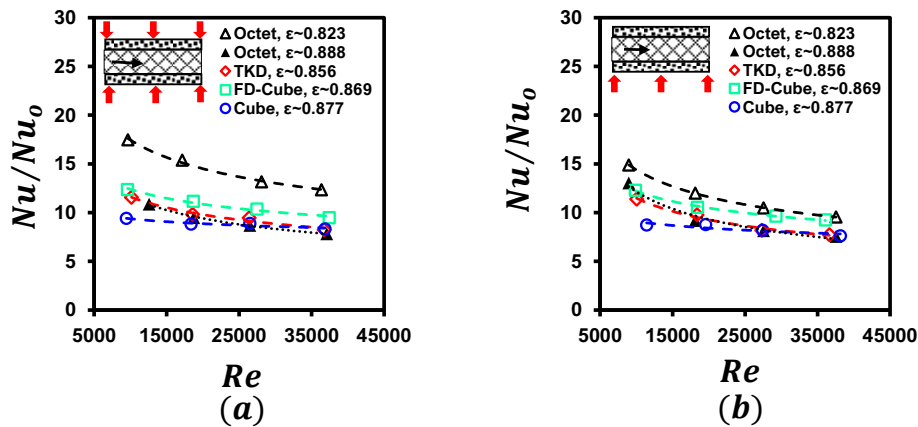 Nu/Nu₀
30
25
20
15
10
5
0
Octet, ε~0.823
Octet, ε~0.888
TKD, ε~0.856
FD-Cube, ε~0.869
Cube, ε~0.877
5000 15000 25000 35000 45000
Re
(a)
Nu/Nu₀
30
25
20
15
10
5
0
Octet, ε~0.823
Octet, ε~0.888
TKD, ε~0.856
FD-Cube, ε~0.869
Cube, ε~0.877
5000 15000 25000 35000 45000
Re
(b)